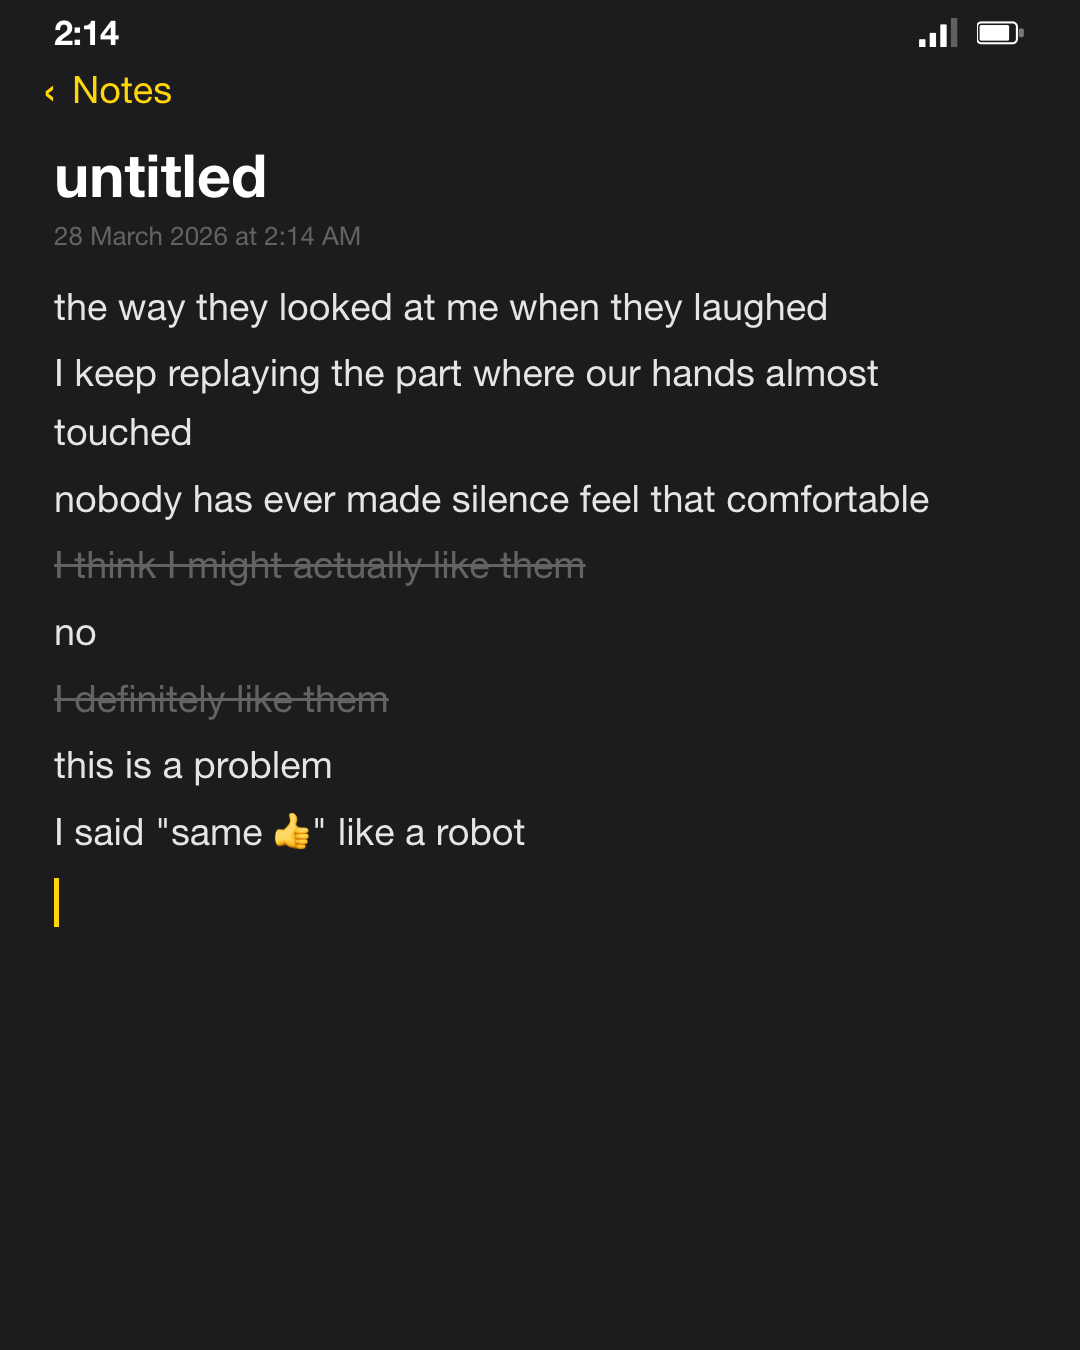 2:14
‹ Notes
untitled
28 March 2026 at 2:14 AM
the way they looked at me when they laughed
I keep replaying the part where our hands almost
touched
nobody has ever made silence feel that comfortable
I think I might actually like them
no
I definitely like them
this is a problem
I said "same 👍" like a robot